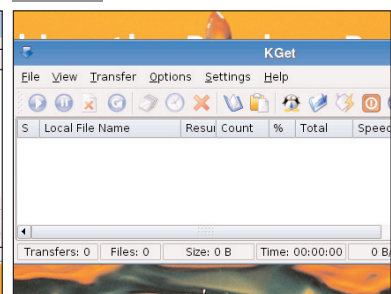 KGet
File View Transfer Options Settings Help
S Local File Name Resu Count % Total Speed
Transfers: 0 Files: 0 Size: 0 B Time: 00:00:00 0 B/